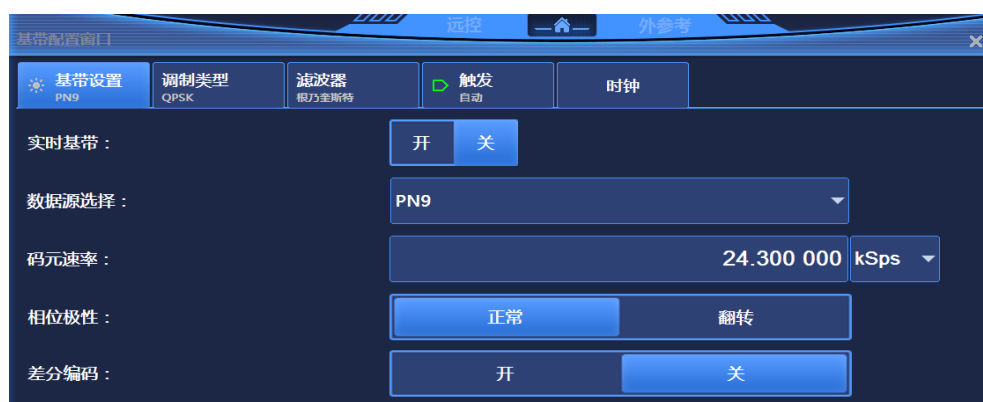 远控
外参考
基带配置窗口
基带设置
PN9
调制类型
QPSK
滤波器
根乃奎斯特
触发
自动
时钟
实时基带：
开 关
数据源选择：
PN9
码元速率：
24.300 000 kSps
相位极性：
正常 翻转
差分编码：
开 关